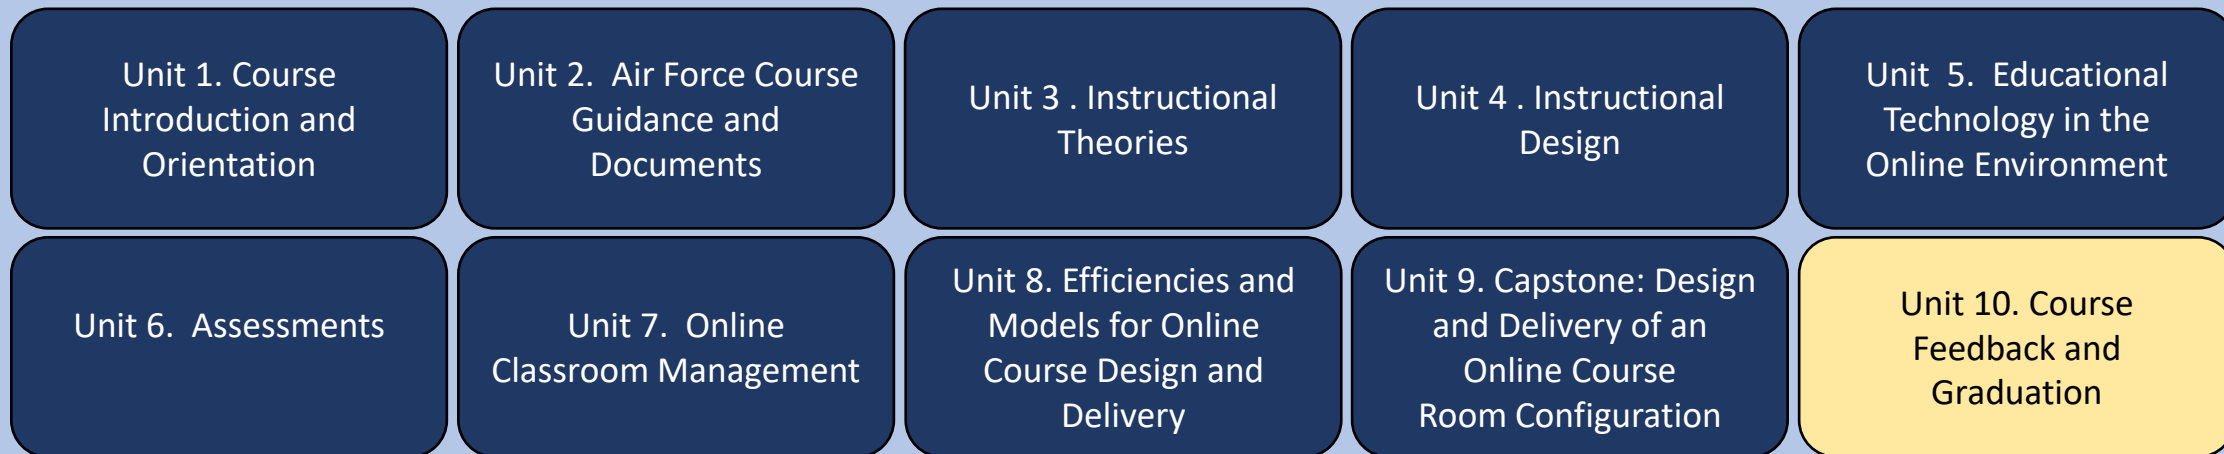 Unit 1. Course
Introduction and
Orientation
Unit 2.  Air Force Course
Guidance and
Documents
Unit 3 . Instructional
Theories
Unit 4 . Instructional
Design
Unit  5.  Educational
Technology in the
Online Environment
Unit 6.  Assessments
Unit 7.  Online
Classroom Management
Unit 8. Efficiencies and
Models for Online
Course Design and
Delivery
Unit 9. Capstone: Design
and Delivery of an
Online Course
Room Configuration
Unit 10. Course
Feedback and
Graduation